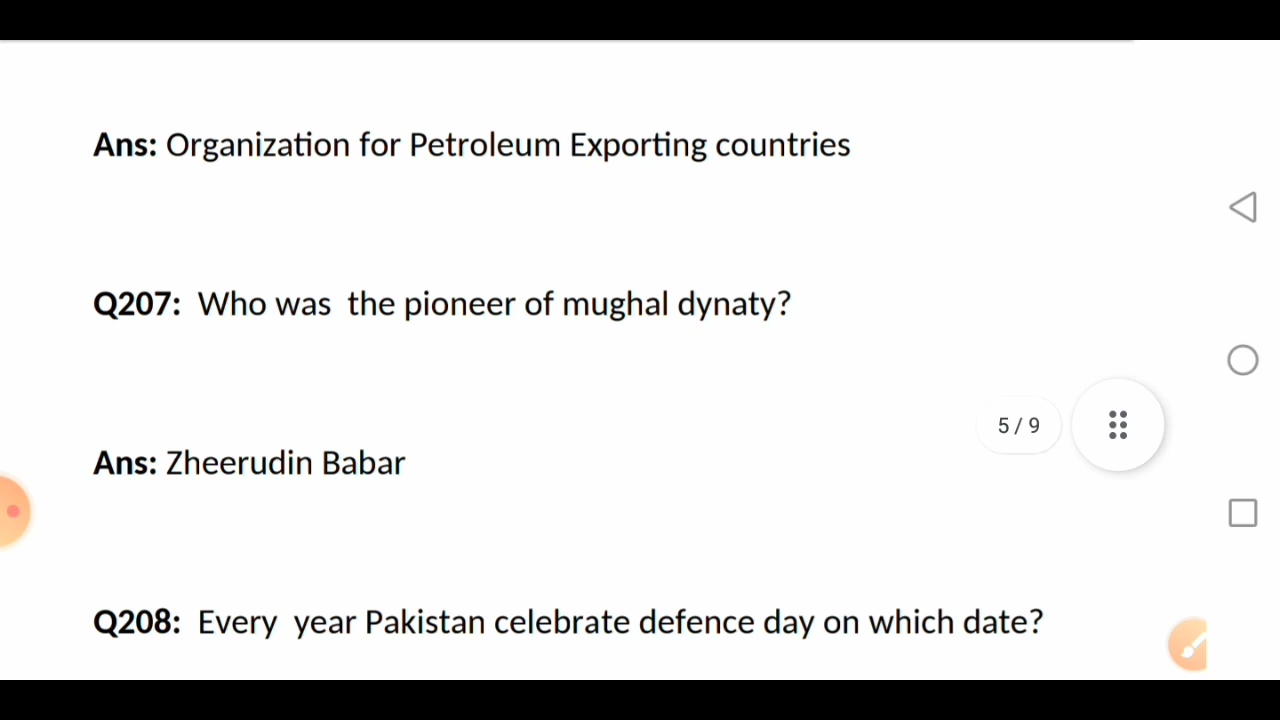 Ans: Organization for Petroleum Exporting countries
Q207:  Who was  the pioneer of mughal dynaty?
5 / 9
Ans: Zheerudin Babar
Q208:  Every  year Pakistan celebrate defence day on which date?